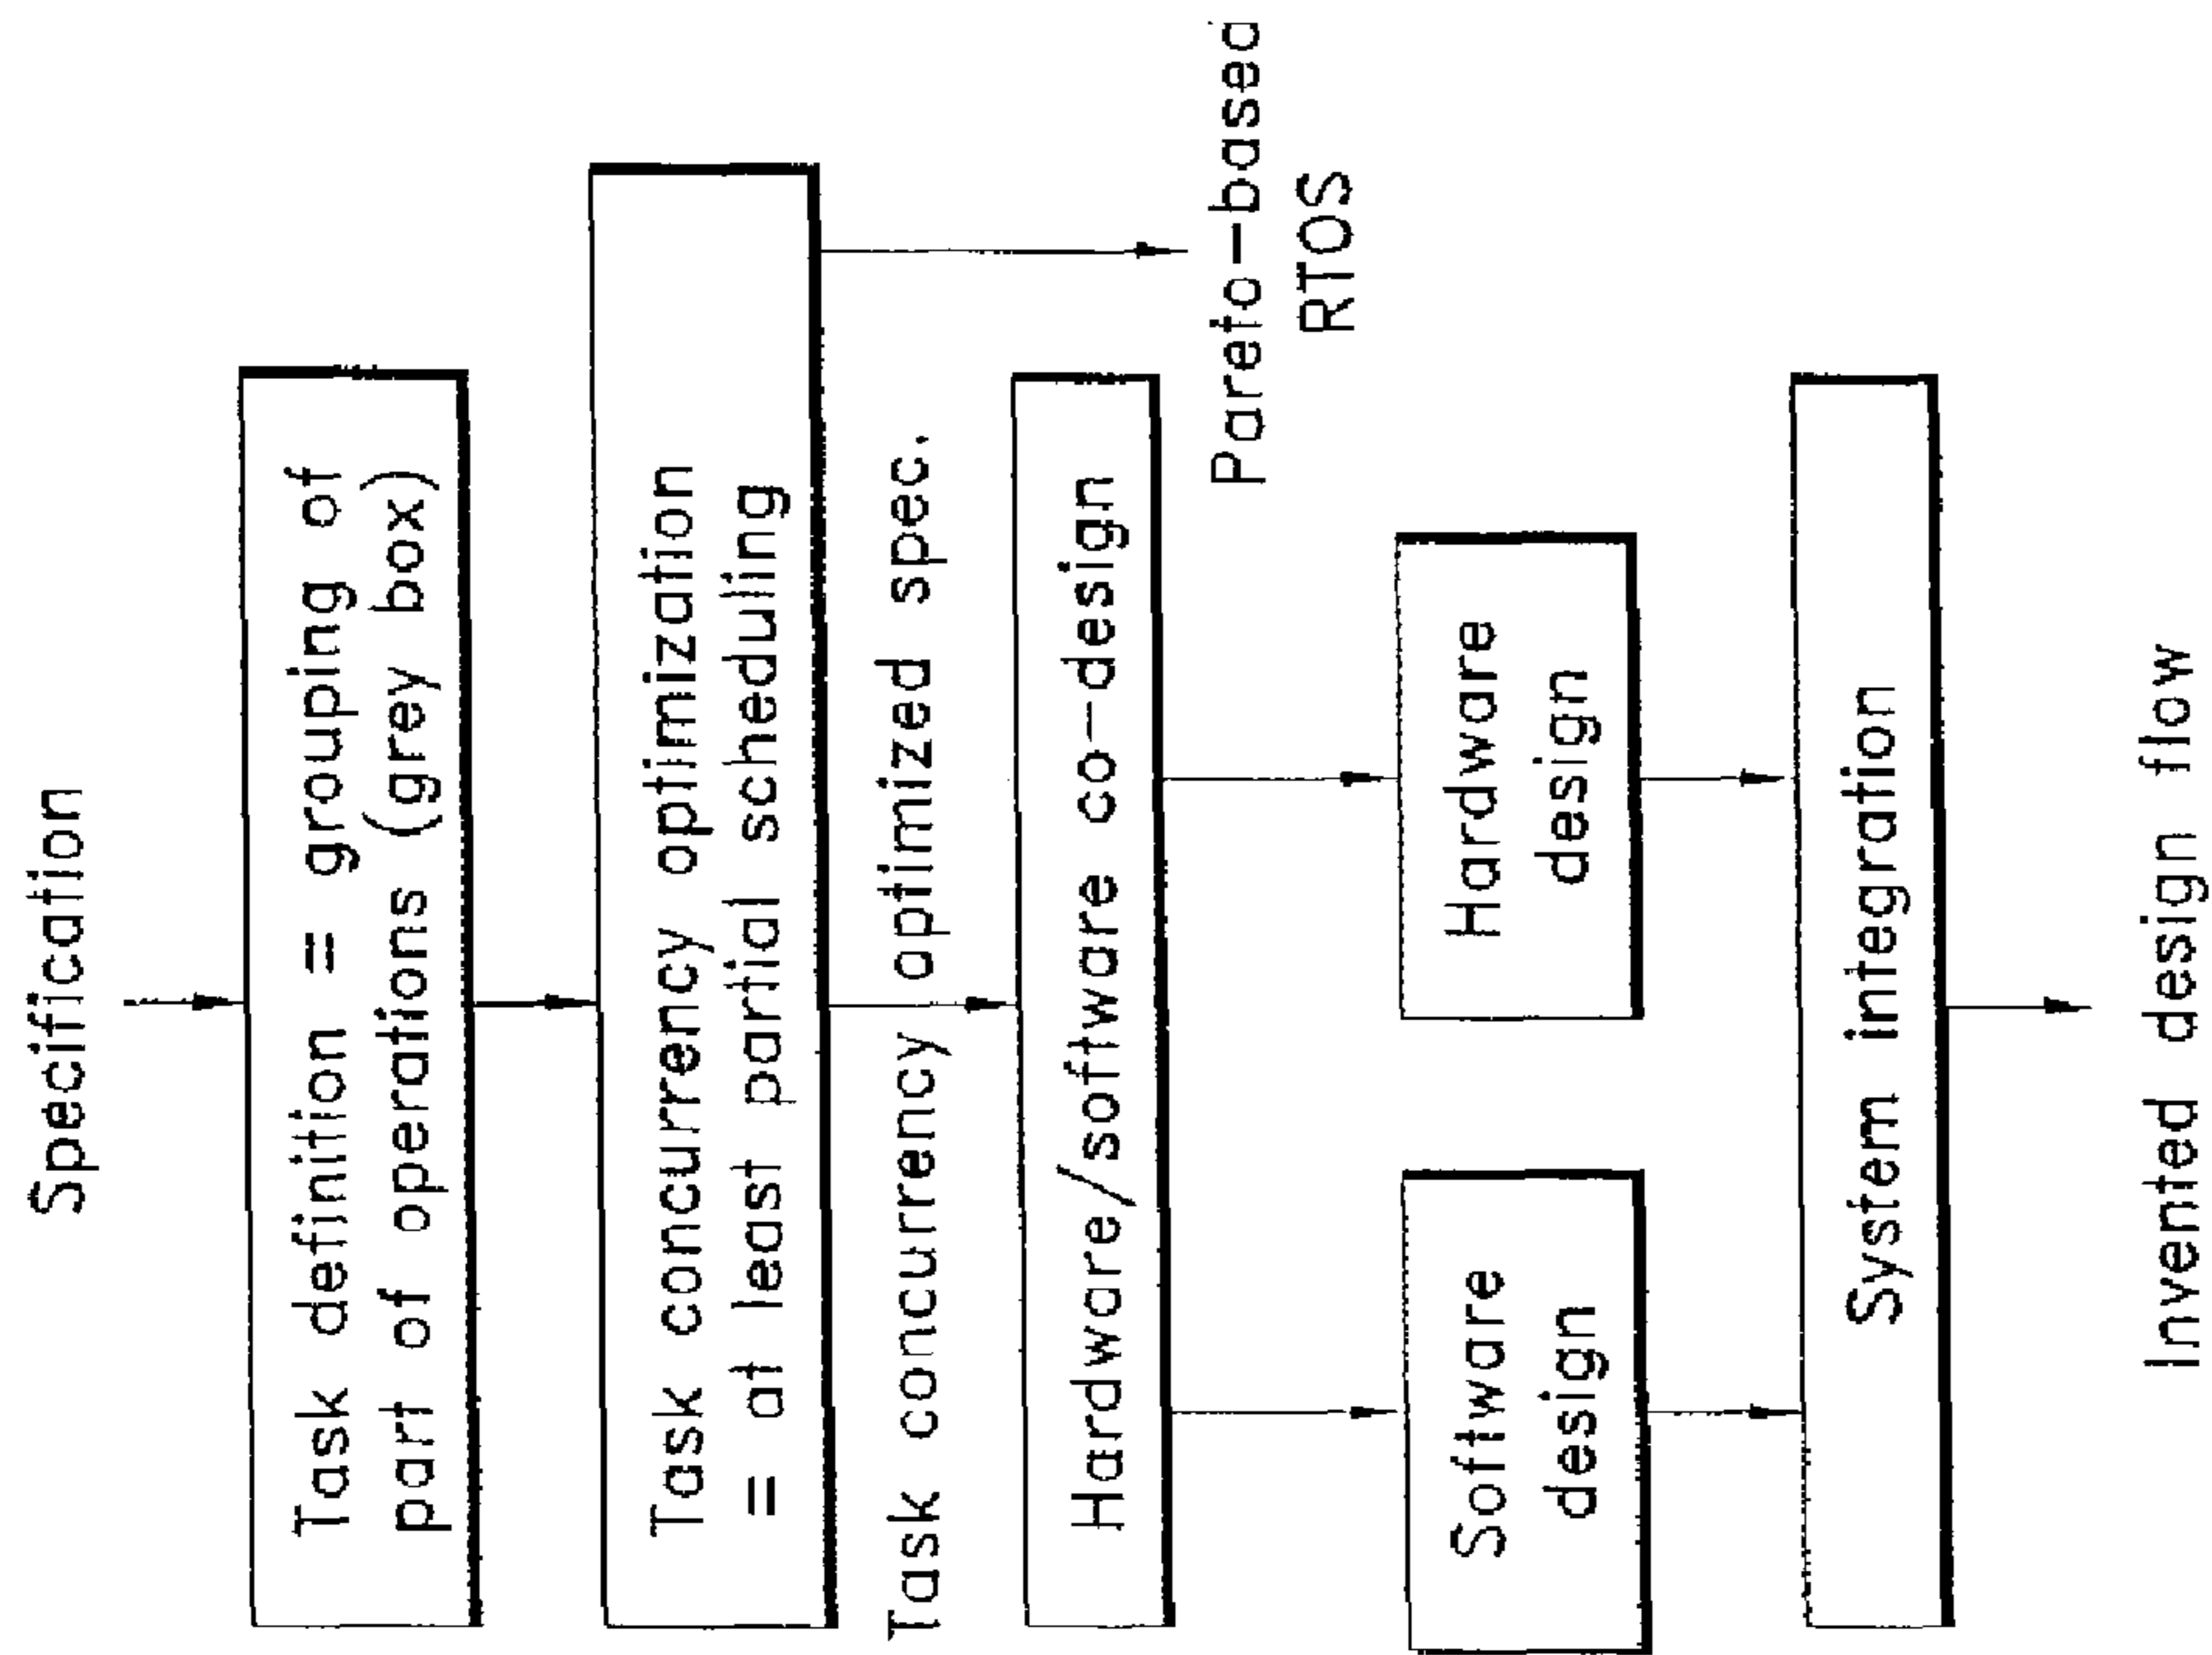 Specification
Task definition = grouping of
part of operations (grey box)
Task concurrency optimization
= at least partial scheduling
Task concurrency optimized spec.
Hardware/software co-design
Pareto-based
RTOS
Software
design
Hardware
design
System integration
Invented design flow